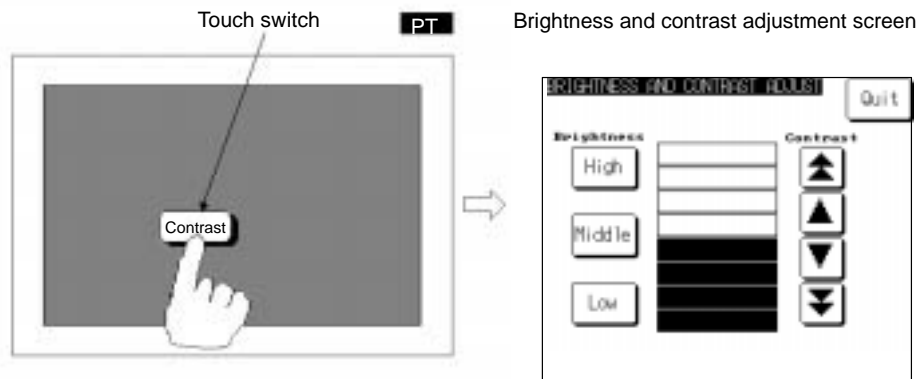 Touch switch
PT
Contrast
Brightness and contrast adjustment screen
BRIGHTNESS AND CONTRAST ADJUST
Quit
Brightness
Contrast
High
Middle
Low